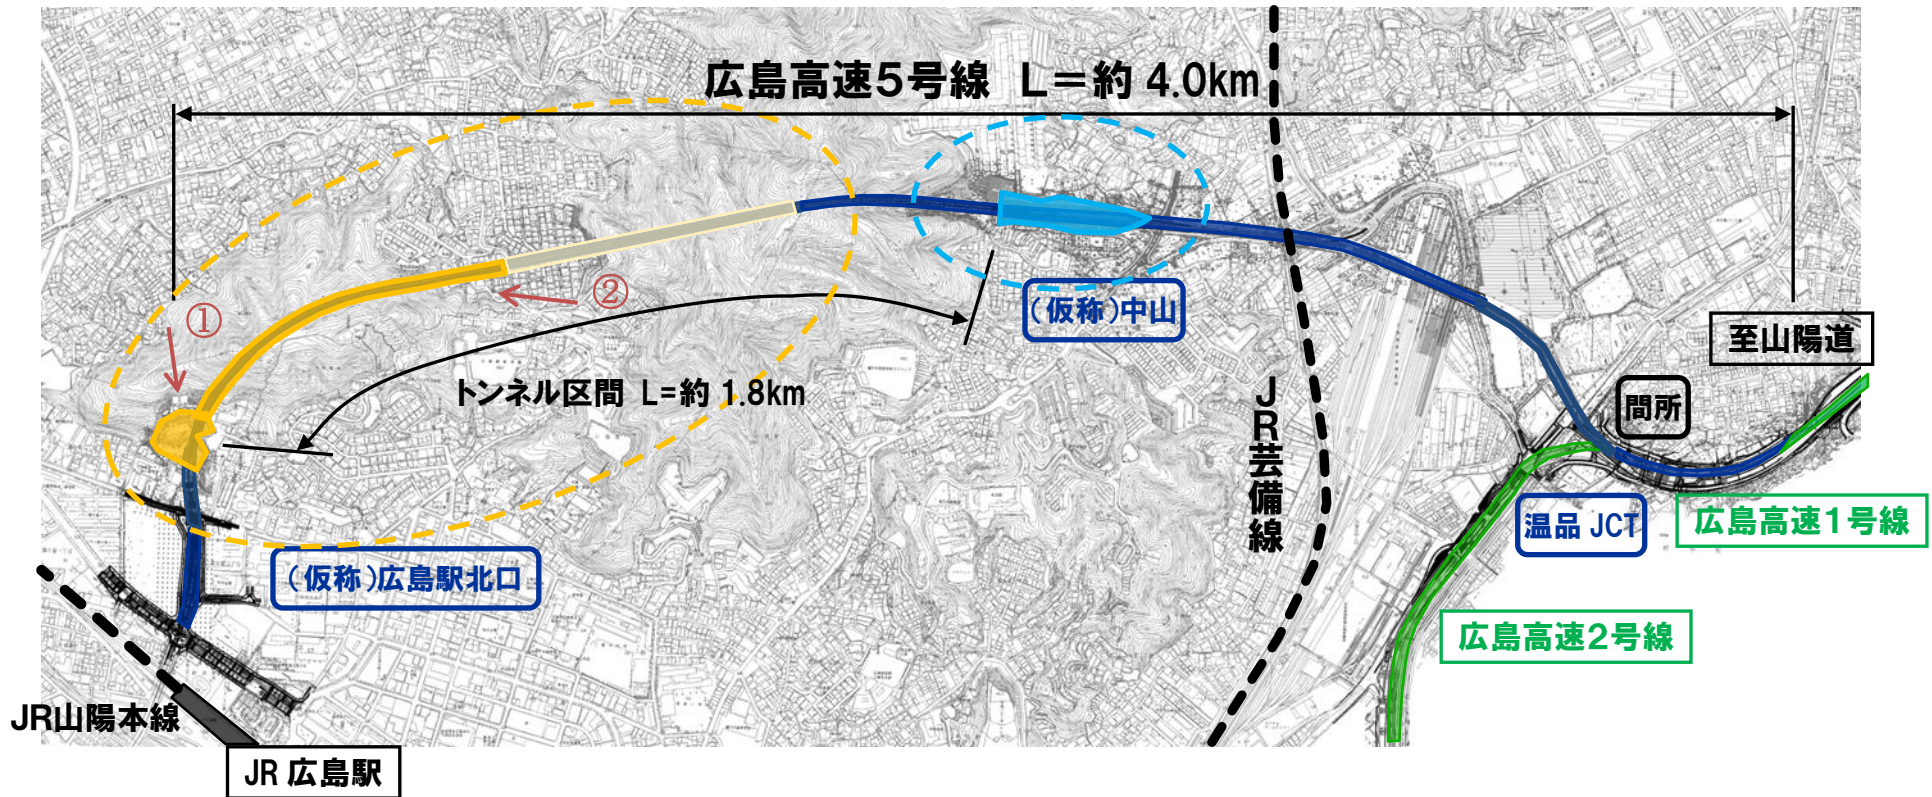 広島高速5号線 L=約 4.0km
①
②
(仮称)中山
至山陽道
トンネル区間 L=約 1.8km
間所
JR芸備線
温品 JCT
広島高速1号線
(仮称)広島駅北口
広島高速2号線
JR山陽本線
JR 広島駅